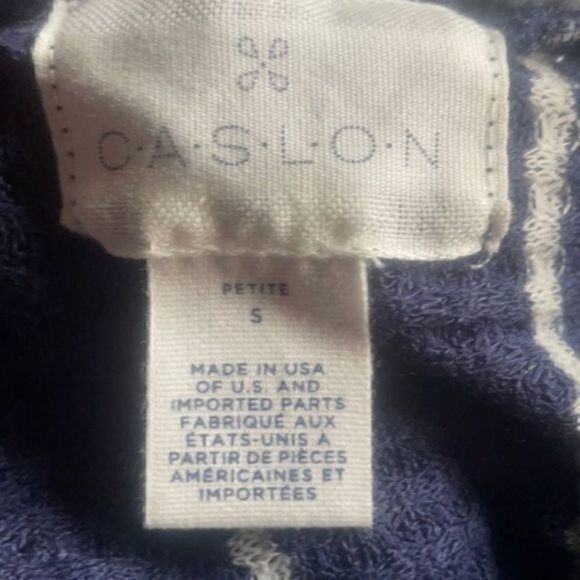 C·A·S·L·O·N
PETITE
S
MADE IN USA
OF U.S. AND
IMPORTED PARTS
FABRIQUÉ AUX
ÉTATS-UNIS À
PARTIR DE PIÈCES
AMÉRICAINES ET
IMPORTÉES